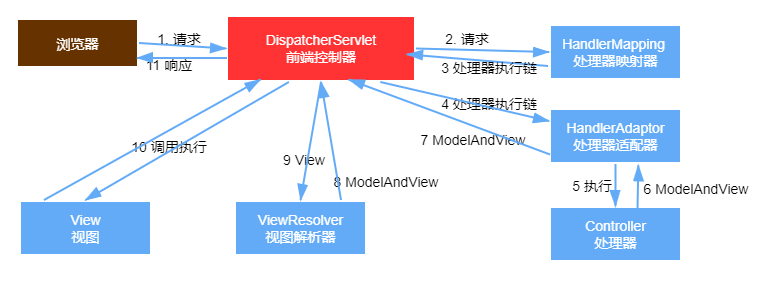 浏览器
1. 请求
11 响应
DispatcherServlet
前端控制器
2. 请求
3 处理器执行链
HandlerMapping
处理器映射器
4 处理器执行链
7 ModelAndView
HandlerAdaptor
处理器适配器
10 调用执行
9 View
8 ModelAndView
5 执行
6 ModelAndView
View
视图
ViewResolver
视图解析器
Controller
处理器